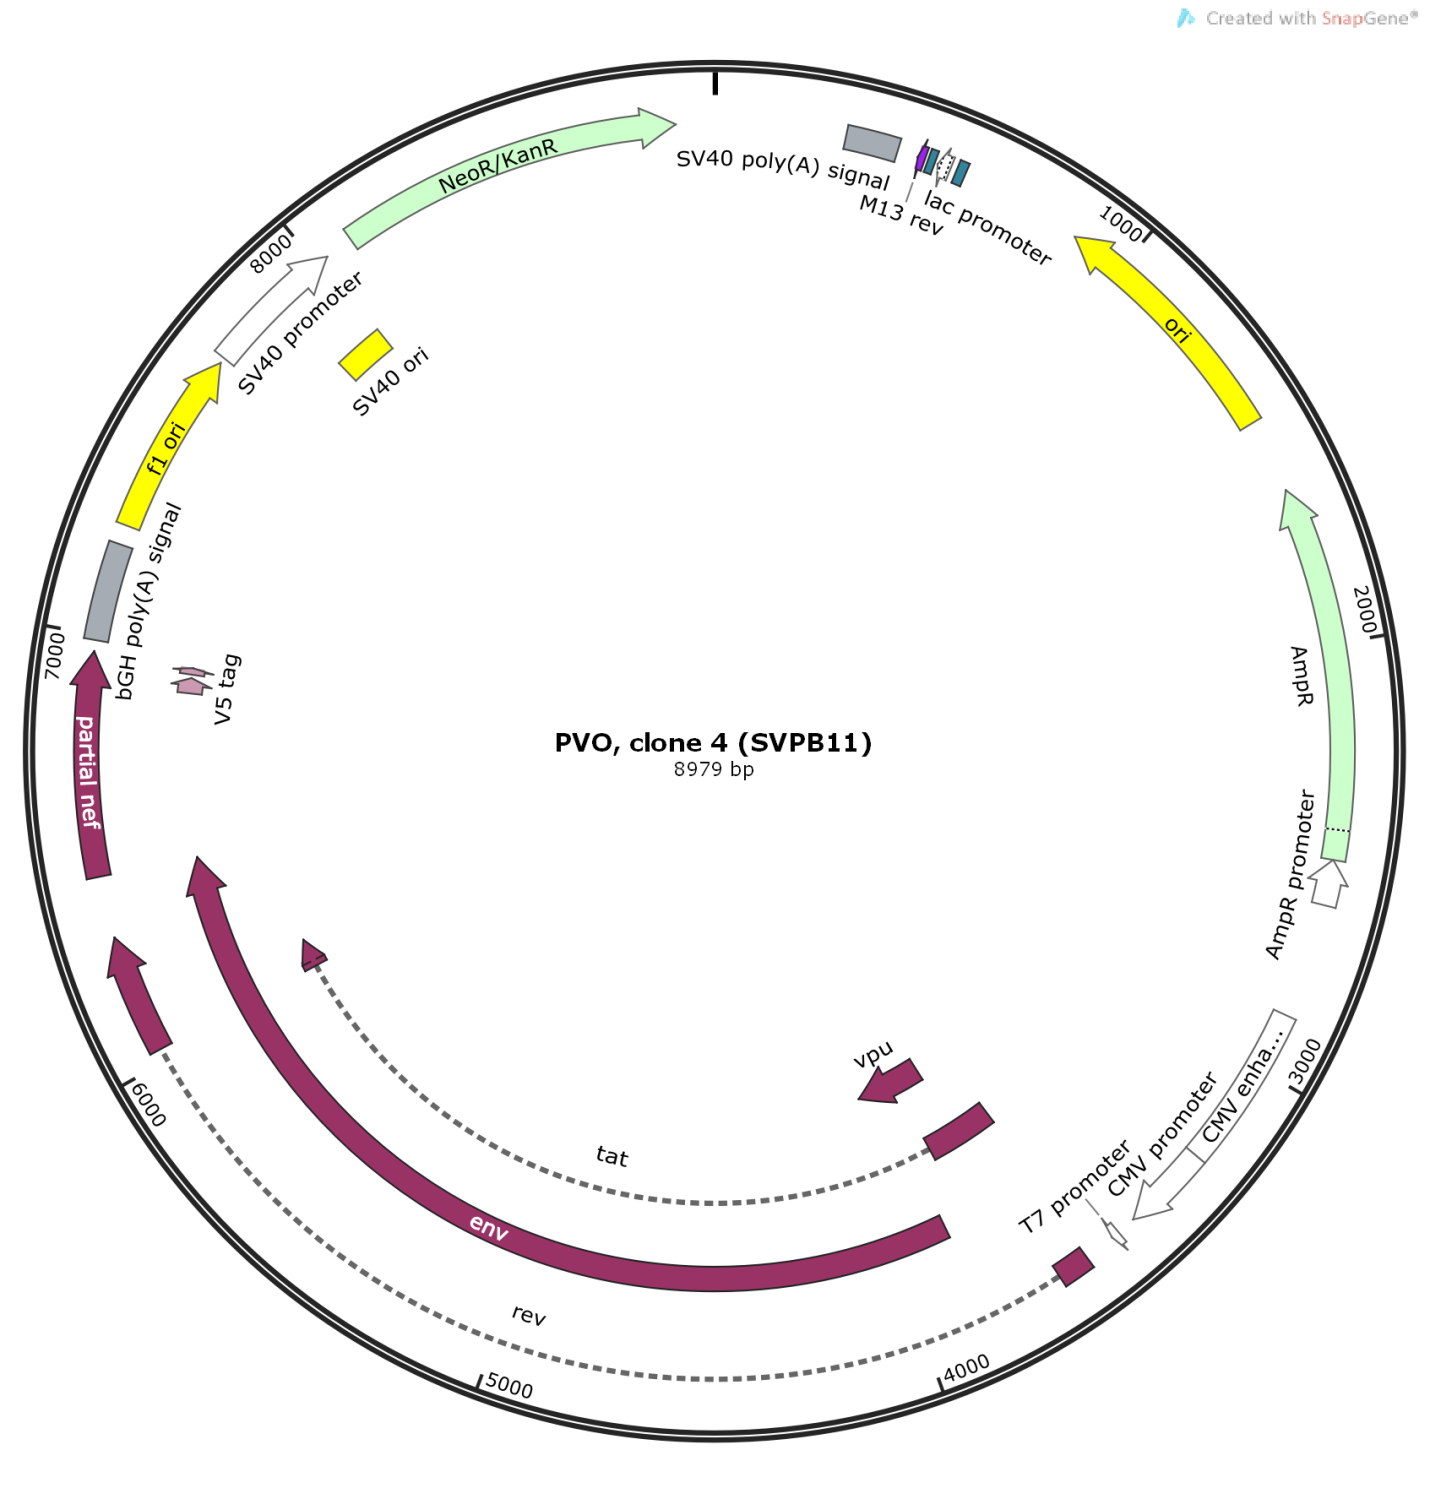 Created with SnapGene®
NeoR/KanR
SV40 poly(A) signal
M13 rev
lac promoter
1000
ori
2000
AmpR
AmpR promoter
3000
CMV enha...
CMV promoter
T7 promoter
4000
vpu
tat
env
rev
5000
6000
partial nef
V5 tag
7000
bGH poly(A) signal
f1 ori
SV40 promoter
SV40 ori
8000
PVO, clone 4 (SVPB11)
8979 bp